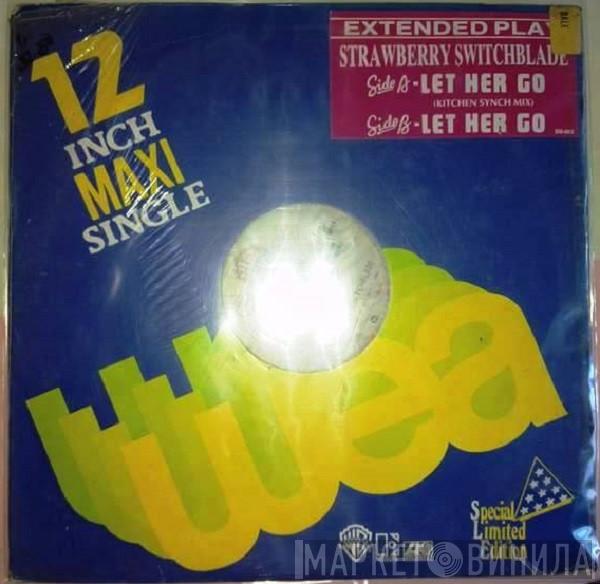 12
INCH
MAXI
SINGLE
EXTENDED PLAY
STRAWBERRY SWITCHBLADE
Side A - LET HER GO
(KITCHEN SYNCH MIX)
Side B - LET HER GO
wea
Special
Limited
Edition
МАРКЕТ ВИНИЛА